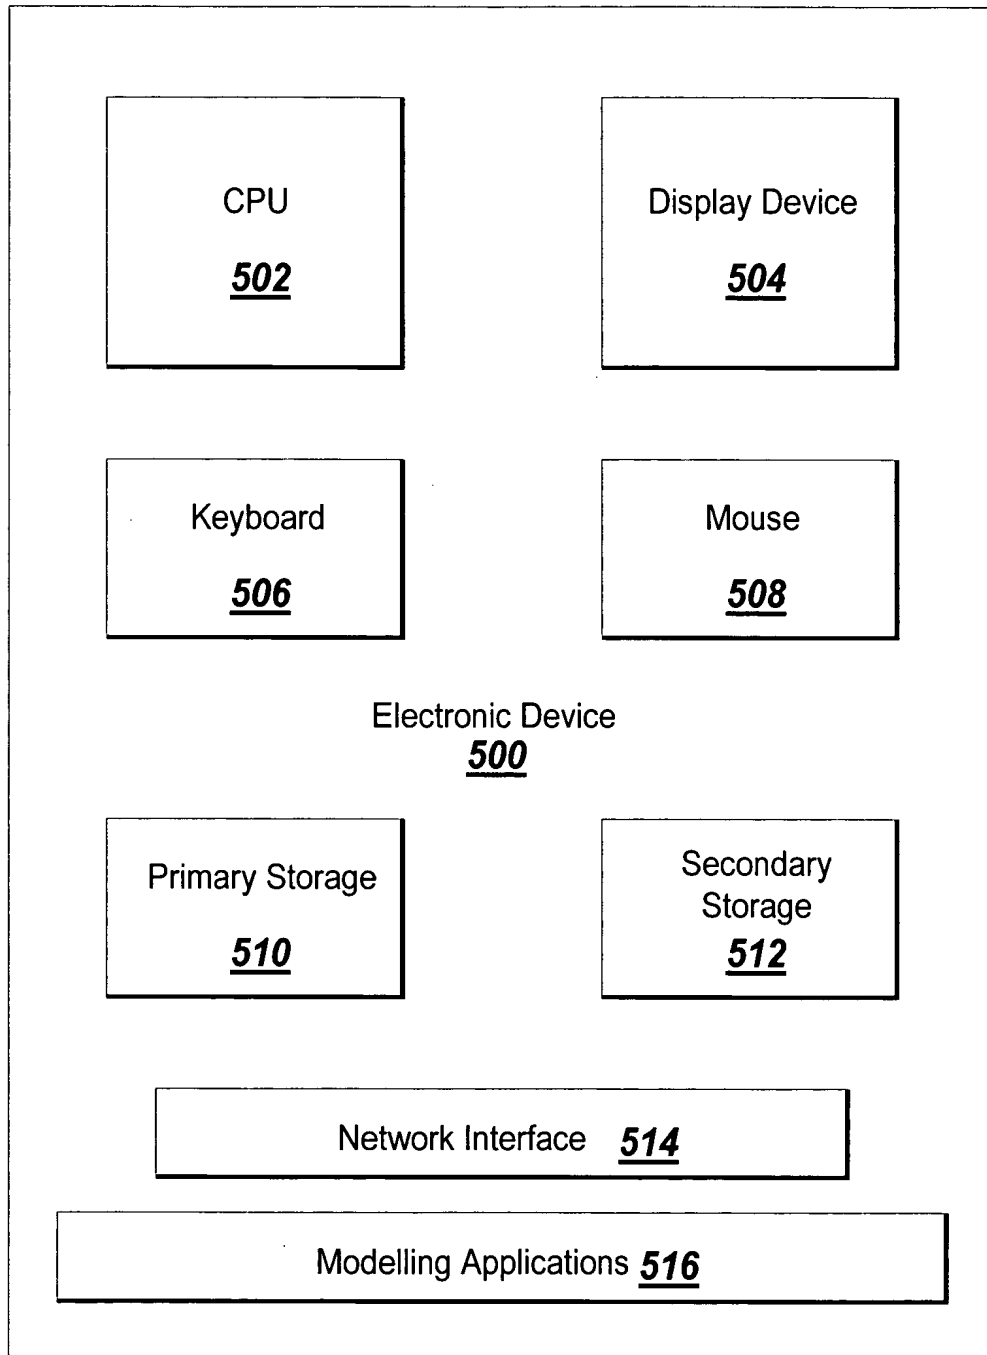 CPU
502
Display Device
504
Keyboard
506
Mouse
508
Electronic Device
500
Primary Storage
510
Secondary
Storage
512
Network Interface 514
Modelling Applications 516